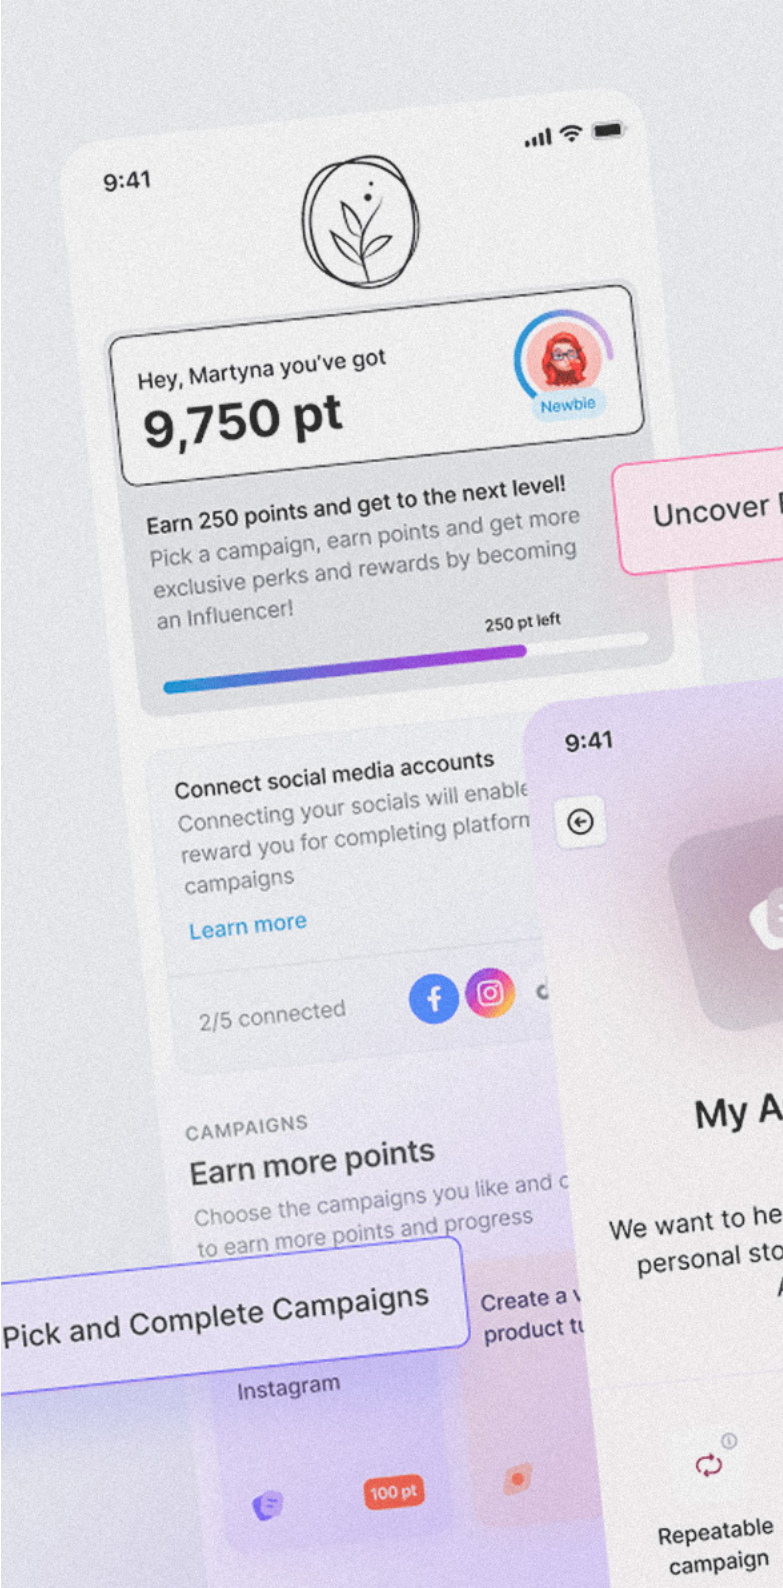 9:41
Hey, Martyna you've got
9,750 pt
Newbie
Earn 250 points and get to the next level!
Pick a campaign, earn points and get more
exclusive perks and rewards by becoming
an Influencer!
250 pt left
Uncover
Connect social media accounts
Connecting your socials will enable
reward you for completing platform
campaigns
Learn more
2/5 connected
CAMPAIGNS
Earn more points
Choose the campaigns you like and
to earn more points and progress
Pick and Complete Campaigns
Instagram
100 pt
Create a
product
9:41
My
We want to
personal
Repeatable
campaign